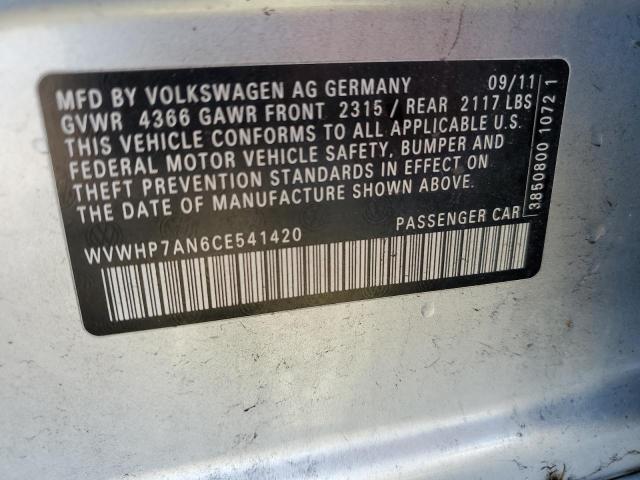 MFD BY VOLKSWAGEN AG GERMANY 09/11
GVWR 4366 GAWR FRONT 2315 / REAR 2117 LBS
THIS VEHICLE CONFORMS TO ALL APPLICABLE U.S.
FEDERAL MOTOR VEHICLE SAFETY, BUMPER AND
THEFT PREVENTION STANDARDS IN EFFECT ON
THE DATE OF MANUFACTURE SHOWN ABOVE.
WVWHP7AN6CE541420 PASSENGER CAR
3850800 1072 1